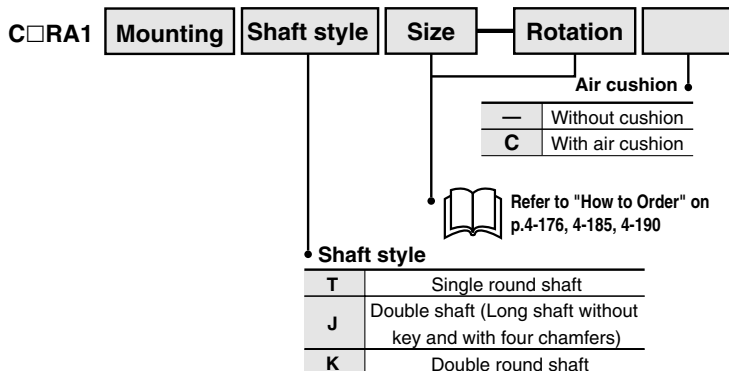 C□RA1 Mounting Shaft style Size — Rotation
Air cushion
— Without cushion
C With air cushion
Refer to "How to Order" on
p.4-176, 4-185, 4-190
Shaft style
T Single round shaft
J Double shaft (Long shaft without
key and with four chamfers)
K Double round shaft